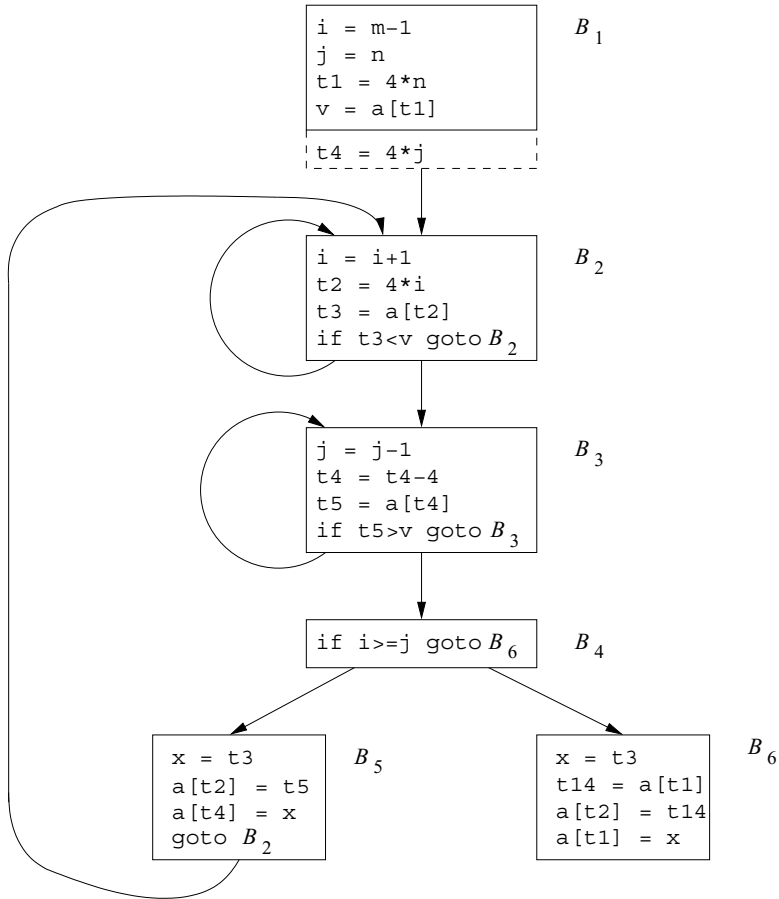 i = m-1
j = n
t1 = 4*n
v = a[t1]
t4 = 4*j
B1
i = i+1
t2 = 4*i
t3 = a[t2]
if t3<v goto B2
B2
j = j-1
t4 = t4-4
t5 = a[t4]
if t5>v goto B3
B3
if i>=j goto B6
B4
x = t3
a[t2] = t5
a[t4] = x
goto B2
B5
x = t3
t14 = a[t1]
a[t2] = t14
a[t1] = x
B6